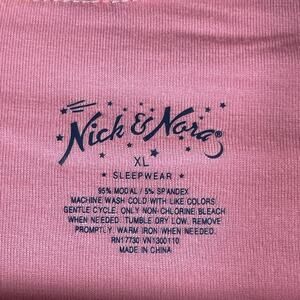 Nick & Nora®
XL
SLEEPWEAR
95% MODAL / 5% SPANDEX
MACHINE WASH COLD WITH LIKE COLORS
GENTLE CYCLE. ONLY NON-CHLORINE BLEACH
WHEN NEEDED. TUMBLE DRY LOW. REMOVE
PROMPTLY. WARM IRON WHEN NEEDED.
RN17730 VN1300110
MADE IN CHINA